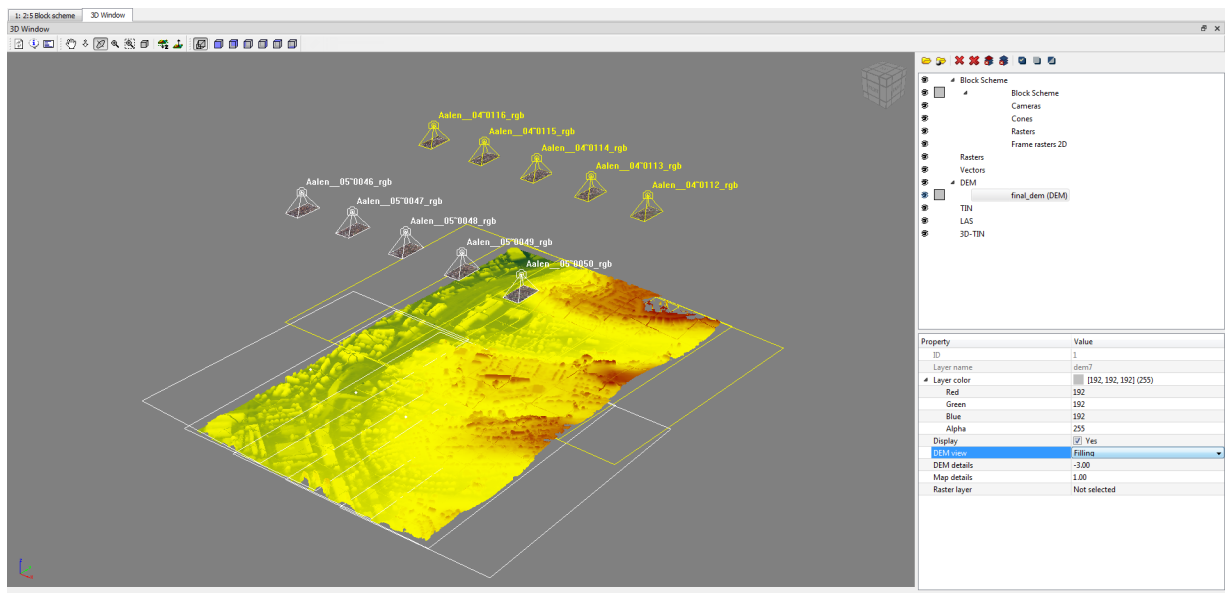 1: 2:5 Block scheme
3D Window
3D Window
Aalen__04~0116_rgb
Aalen__04~0115_rgb
Aalen__04~0114_rgb
Aalen__04~0113_rgb
Aalen__04~0112_rgb
Aalen__05~0046_rgb
Aalen__05~0047_rgb
Aalen__05~0048_rgb
Aalen__05~0049_rgb
Aalen__05~0050_rgb
Block Scheme
Block Scheme
Cameras
Cones
Rasters
Frame rasters 2D
Rasters
Vectors
DEM
final_dem (DEM)
TIN
LAS
3D-TIN
Property Value
ID 1
Layer name dem7
Layer color [192, 192, 192] (255)
Red 192
Green 192
Blue 192
Alpha 255
Display Yes
DEM view Filling
DEM details -3.00
Map details 1.00
Raster layer Not selected